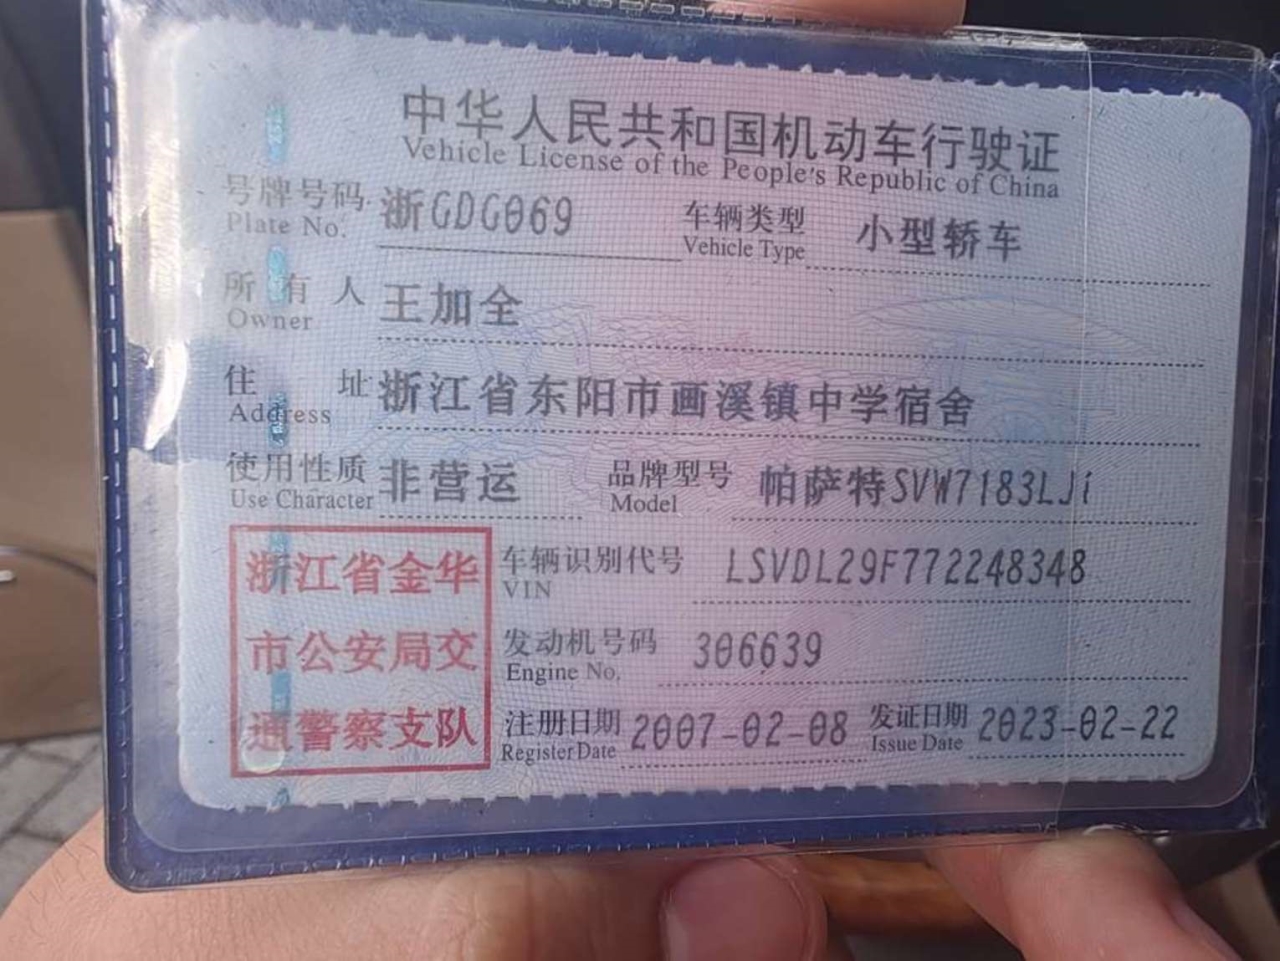 中华人民共和国机动车行驶证
Vehicle License of the People's Republic of China
号牌号码 浙GDG069 车辆类型 小型轿车
Plate No. Vehicle Type
所有人 王加全
Owner
住址 浙江省东阳市画溪镇中学宿舍
Address
使用性质 非营运 品牌型号 帕萨特SVW7183LJi
Use Character Model
浙江省金华
市公安局交
通警察支队
车辆识别代号 LSVDL29F772248348
VIN
发动机号码 306639
Engine No.
注册日期 2007-02-08 发证日期 2023-02-22
Register Date Issue Date